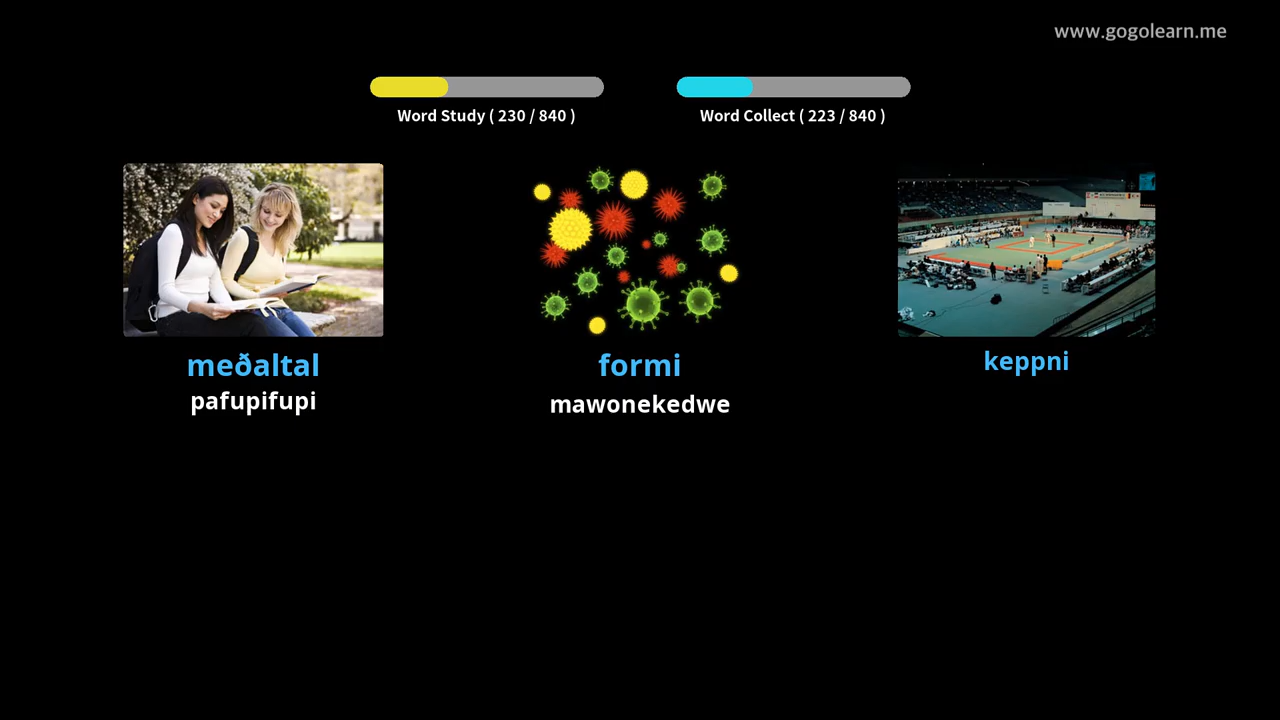 www.gogolearn.me
Word Study ( 230 / 840 )
Word Collect ( 223 / 840 )
meðaltal
pafupifupi
formi
mawonekedwe
keppni